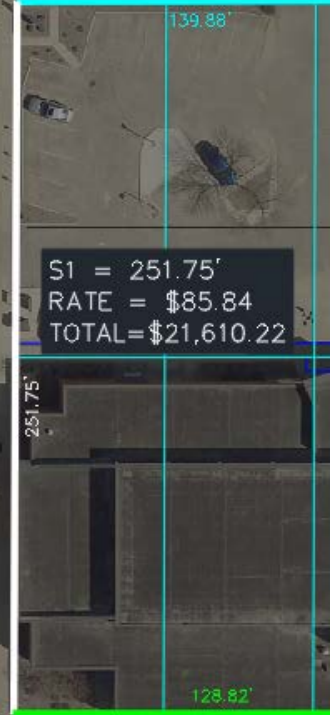 139.88'
S1 = 251.75'
RATE = $85.84
TOTAL=$21,610.22
251.75'
128.82'